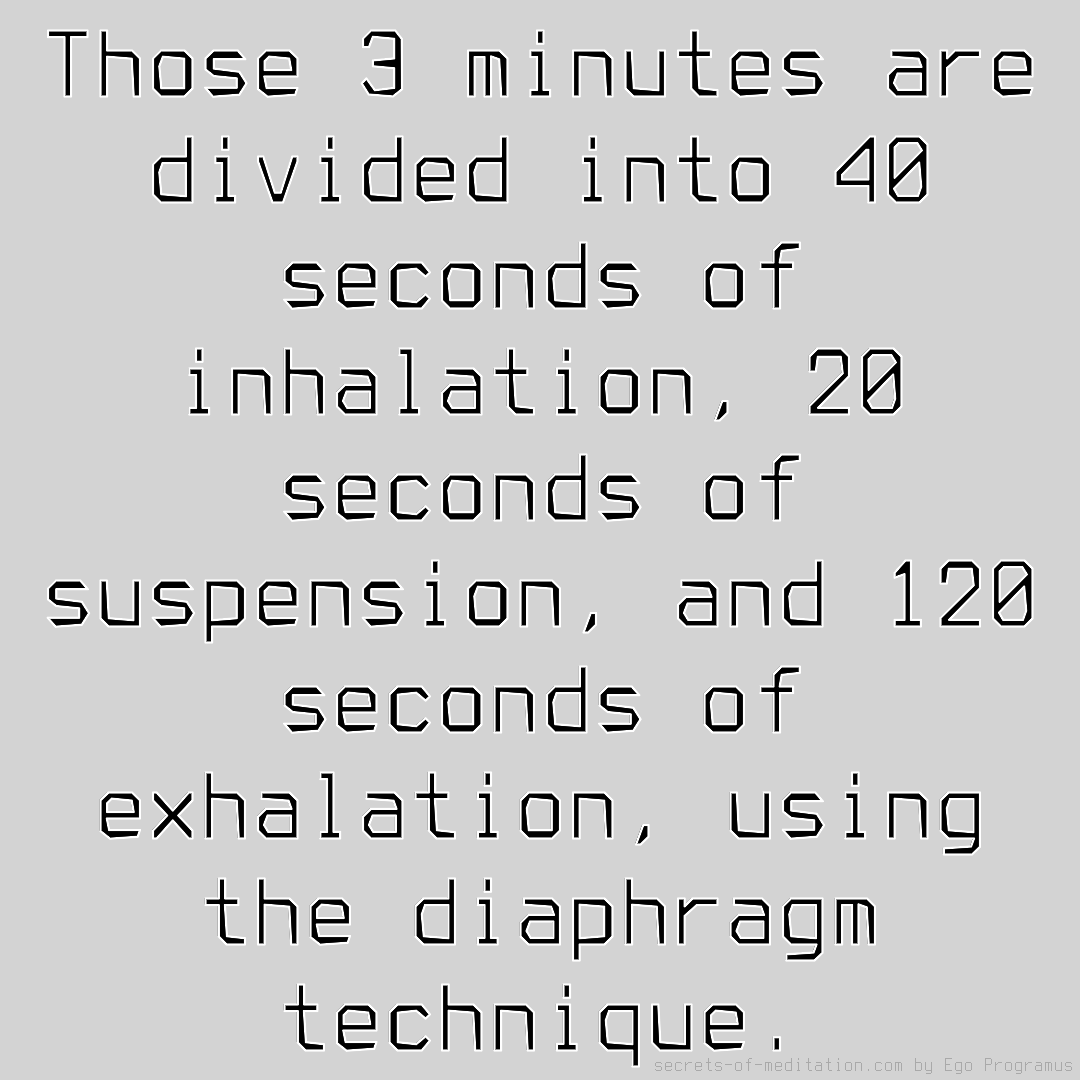 Those 3 minutes are
divided into 40
seconds of
inhalation, 20
seconds of
suspension, and 120
seconds of
exhalation, using
the diaphragm
technique.
secrets-of-meditation.com by Ego Programus